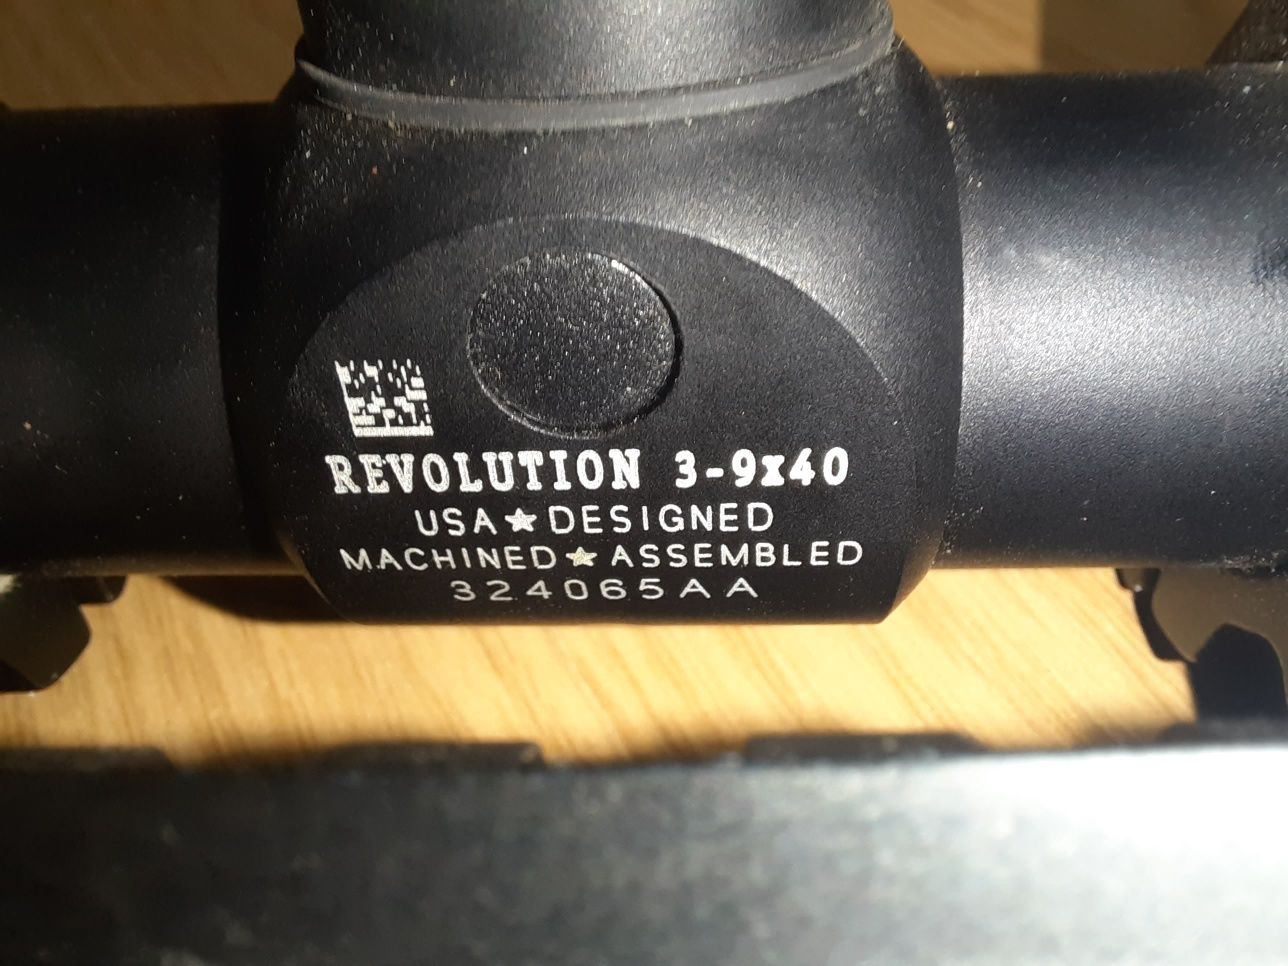 REVOLUTION 3-9x40
USA★DESIGNED
MACHINED★ASSEMBLED
324065AA